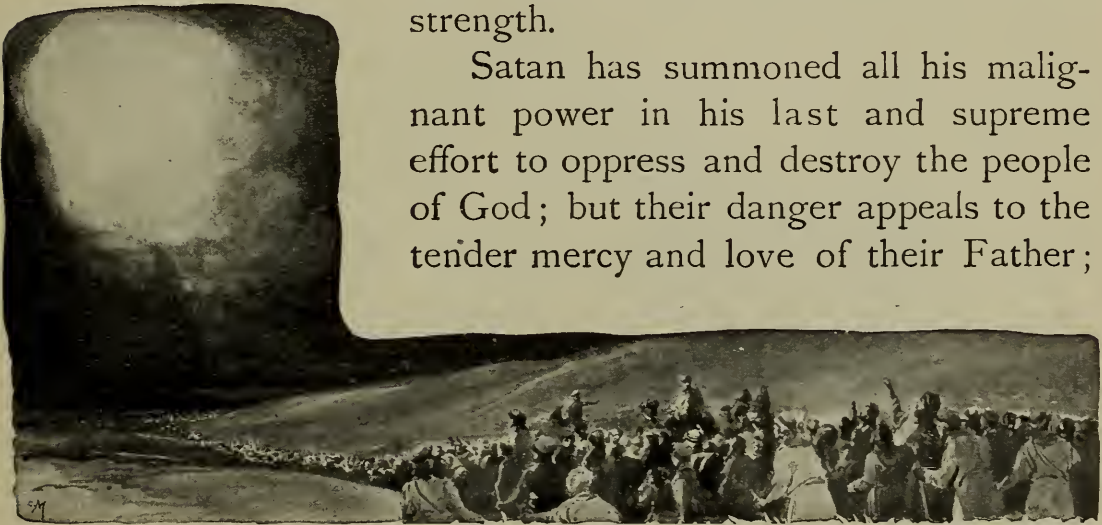 strength.
Satan has summoned all his malig-
nant power in his last and supreme
effort to oppress and destroy the people
of God; but their danger appeals to the
tender mercy and love of their Father;